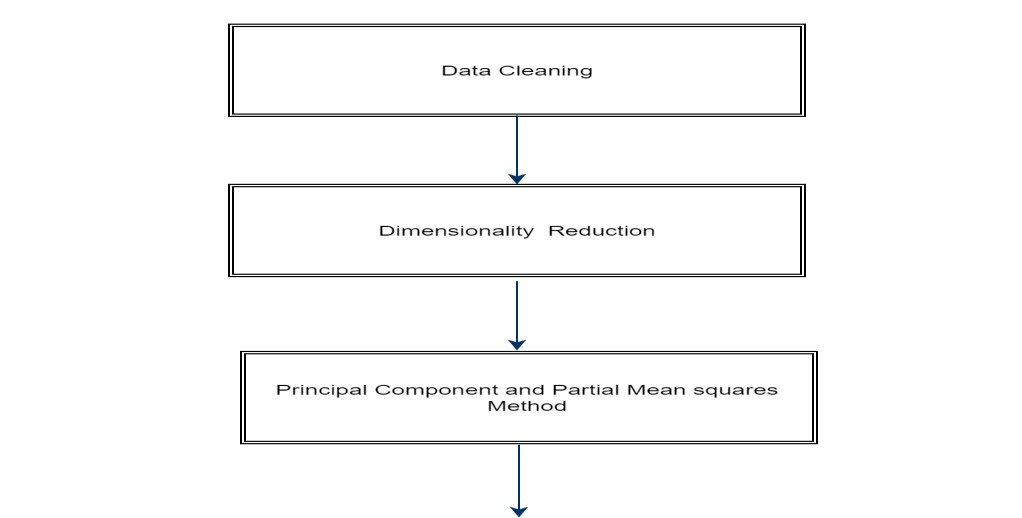 Data Cleaning
Dimensionality Reduction
Principal Component and Partial Mean squares
Method